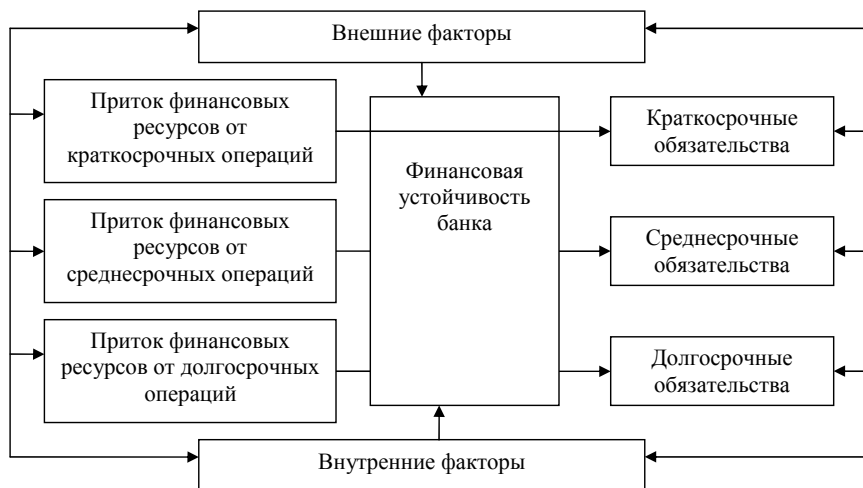 Внешние факторы
Приток финансовых
ресурсов от
краткосрочных операций
Финансовая
устойчивость
банка
Краткосрочные
обязательства
Приток финансовых
ресурсов от
среднесрочных операций
Среднесрочные
обязательства
Приток финансовых
ресурсов от долгосрочных
операций
Долгосрочные
обязательства
Внутренние факторы